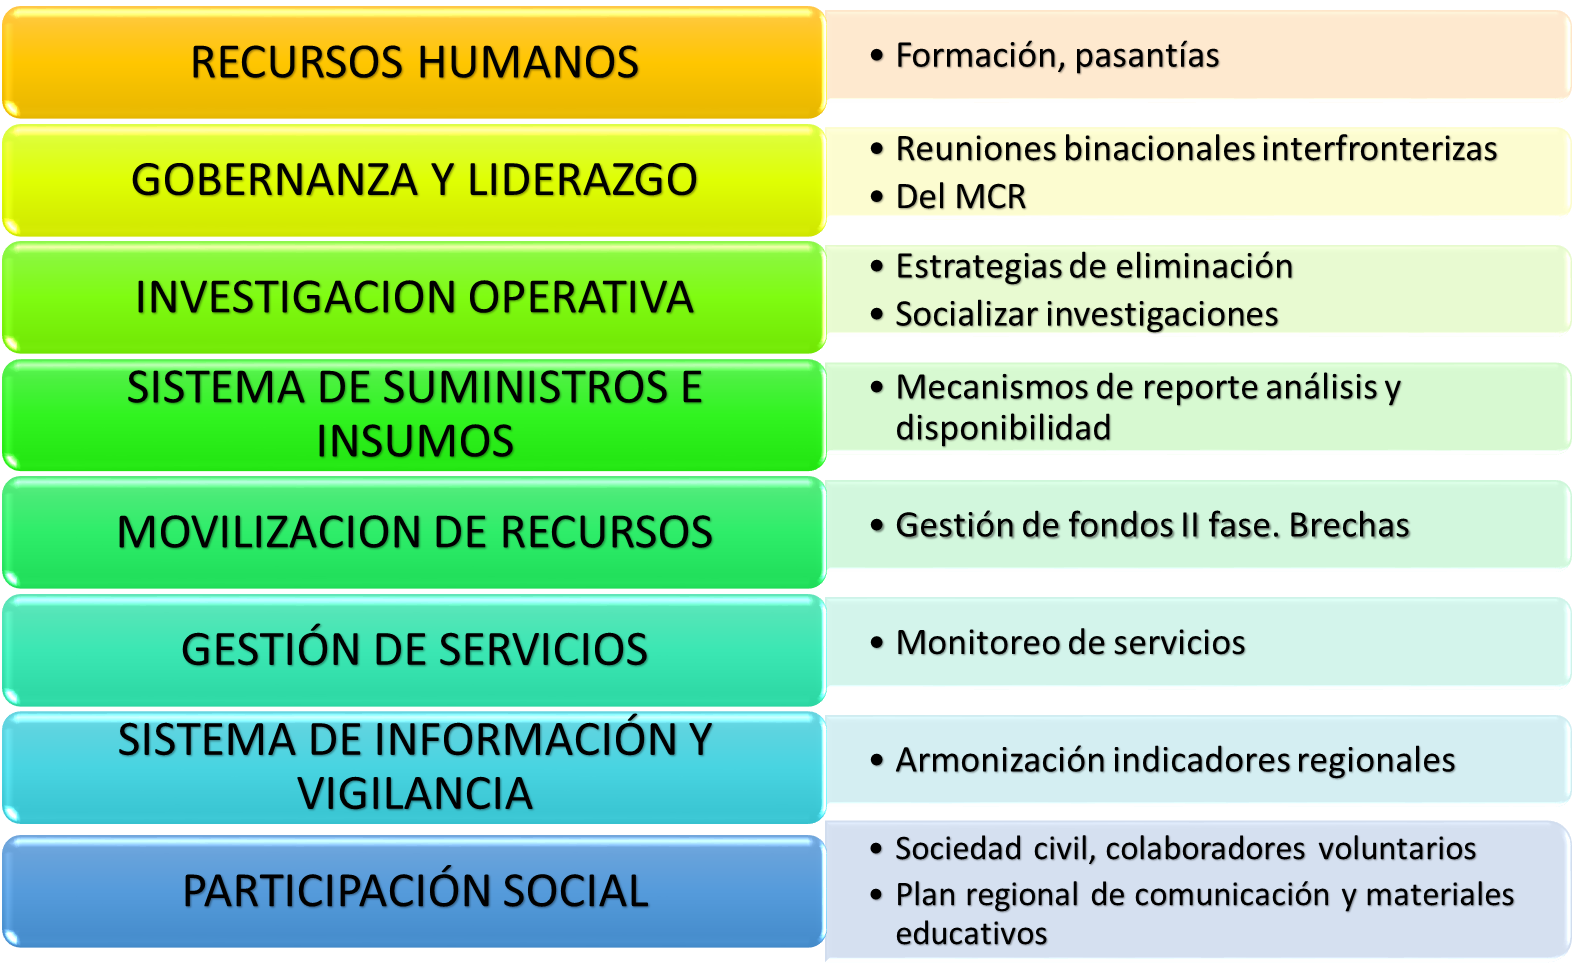 RECURSOS HUMANOS
• Formación, pasantías
GOBERNANZA Y LIDERAZGO
• Reuniones binacionales interfronterizas
• Del MCR
INVESTIGACION OPERATIVA
• Estrategias de eliminación
• Socializar investigaciones
SISTEMA DE SUMINISTROS E
INSUMOS
• Mecanismos de reporte análisis y
disponibilidad
MOVILIZACION DE RECURSOS
• Gestión de fondos II fase. Brechas
GESTIÓN DE SERVICIOS
• Monitoreo de servicios
SISTEMA DE INFORMACIÓN Y
VIGILANCIA
• Armonización indicadores regionales
PARTICIPACIÓN SOCIAL
• Sociedad civil, colaboradores voluntarios
• Plan regional de comunicación y materiales
educativos